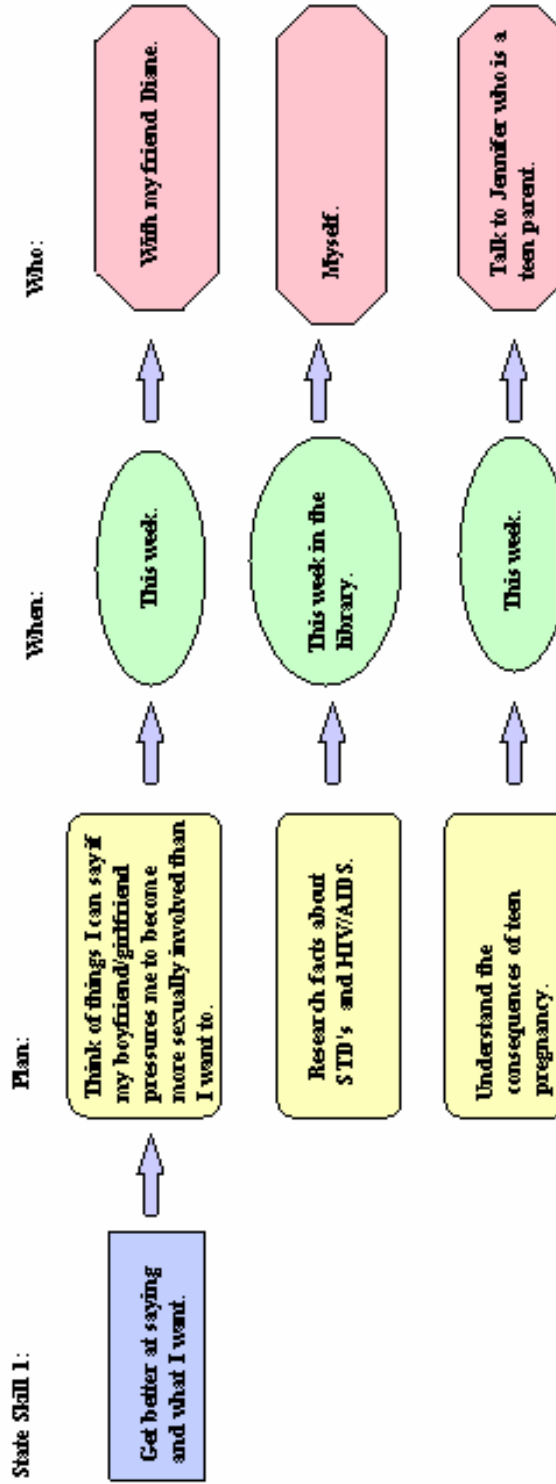 State Skill 1:
Plan:
When:
Who:
Get better at saying
and what I want.
Think of things I can say if
my boyfriend/girlfriend
pressures me to become
more sexually involved than
I want to.
This week.
With my friend Diane.
Research facts about
STD's and HIV/AIDS.
This week in the
library.
Myself.
Understand the
consequences of teen
pregnancy.
This week.
Talk to Jennifer who is a
teen parent.